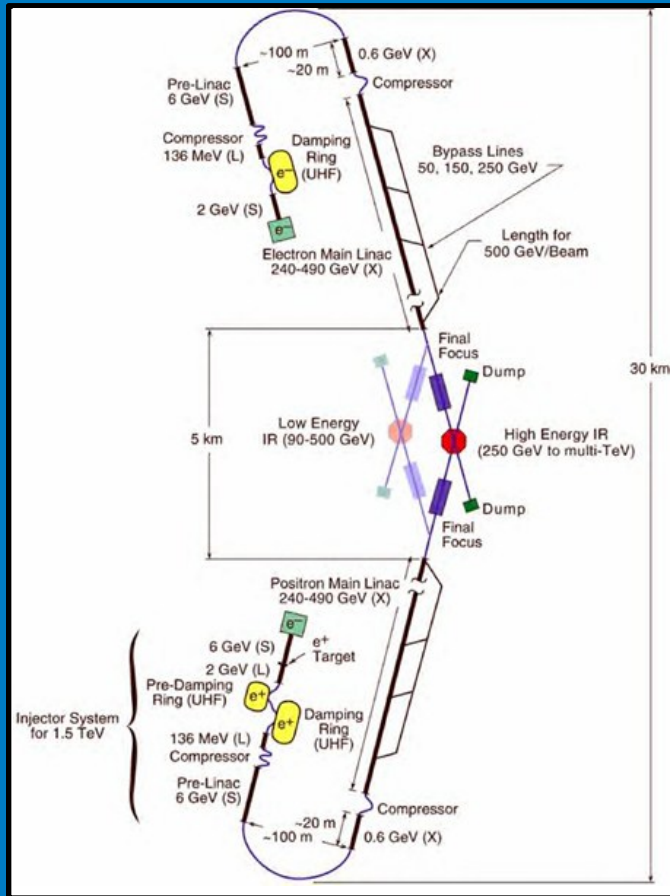 ~100 m
~20 m
0.6 GeV (X)
Compressor
Pre-Linac
6 GeV (S)
Compressor
136 MeV (L)
Damping
Ring
(UHF)
e−
2 GeV (S)
e−
Bypass Lines
50, 150, 250 GeV
Length for
500 GeV/Beam
Electron Main Linac
240-490 GeV (X)
Final
Focus
Dump
30 km
5 km
Low Energy
IR (90-500 GeV)
High Energy IR
(250 GeV to multi-TeV)
Dump
Final
Focus
Positron Main Linac
240-490 GeV (X)
e−
6 GeV (S)
e+
Target
2 GeV (L)
Pre-Damping
Ring (UHF)
e+
e+
Damping
Ring
(UHF)
Injector System
for 1.5 TeV
136 MeV (L)
Compressor
Pre-Linac
6 GeV (S)
Compressor
~20 m
~100 m
0.6 GeV (X)